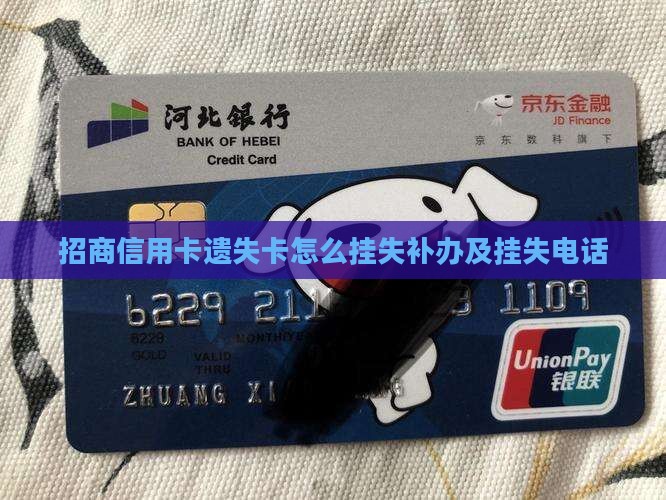 河北银行
BANK OF HEBEI
Credit Card
京东金融
JD Finance
京东数科旗下
招商信用卡遗失卡怎么挂失补办及挂失电话
6229 211 3 1109
6229
GOLD
VALID
THRU
UnionPay
银联
ZHUANG XI